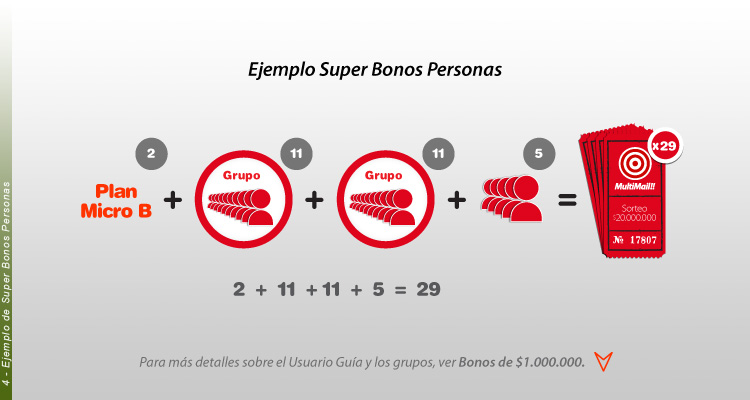 Ejemplo Super Bonos Personas
2
11
11
5
x29
Plan
Micro B
+
Grupo
+
Grupo
+
=
MultiMail!!
Sorteo
$20.000.000
№ 17807
2 + 11 + 11 + 5 = 29
Para más detalles sobre el Usuario Guía y los grupos, ver Bonos de $1.000.000.
4 - Ejemplo de Super Bonos Personas